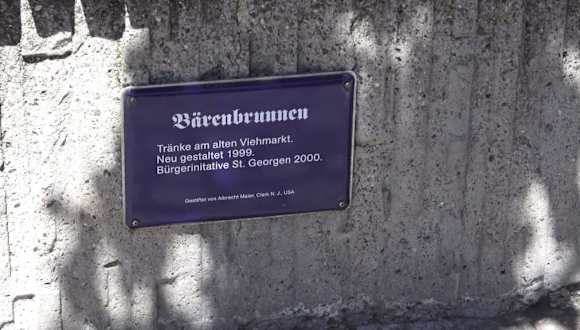 Bärenbrunnen
Tränke am alten Viehmarkt.
Neu gestaltet 1999.
Bürgerinitative St. Georgen 2000.
Gestiftet von Albrecht Maier, Clark N. J., USA